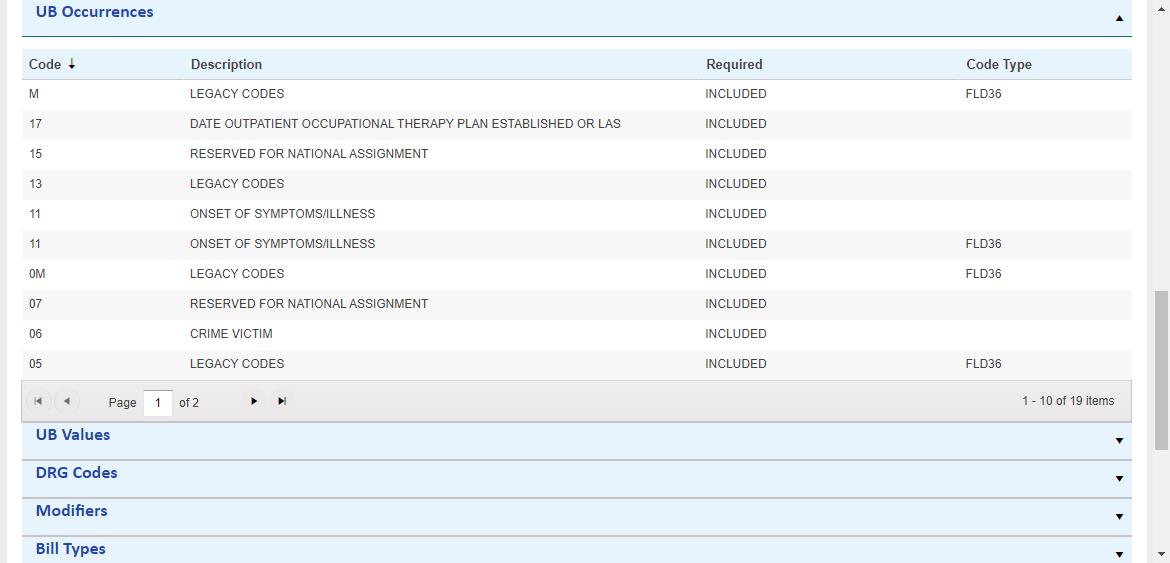 UB Occurrences
Code Description Required Code Type
M LEGACY CODES INCLUDED FLD36
17 DATE OUTPATIENT OCCUPATIONAL THERAPY PLAN ESTABLISHED OR LAS INCLUDED
15 RESERVED FOR NATIONAL ASSIGNMENT INCLUDED
13 LEGACY CODES INCLUDED
11 ONSET OF SYMPTOMS/ILLNESS INCLUDED
11 ONSET OF SYMPTOMS/ILLNESS INCLUDED FLD36
0M LEGACY CODES INCLUDED FLD36
07 RESERVED FOR NATIONAL ASSIGNMENT INCLUDED
06 CRIME VICTIM INCLUDED
05 LEGACY CODES INCLUDED FLD36
Page 1 of 2 1 - 10 of 19 items
UB Values
DRG Codes
Modifiers
Bill Types